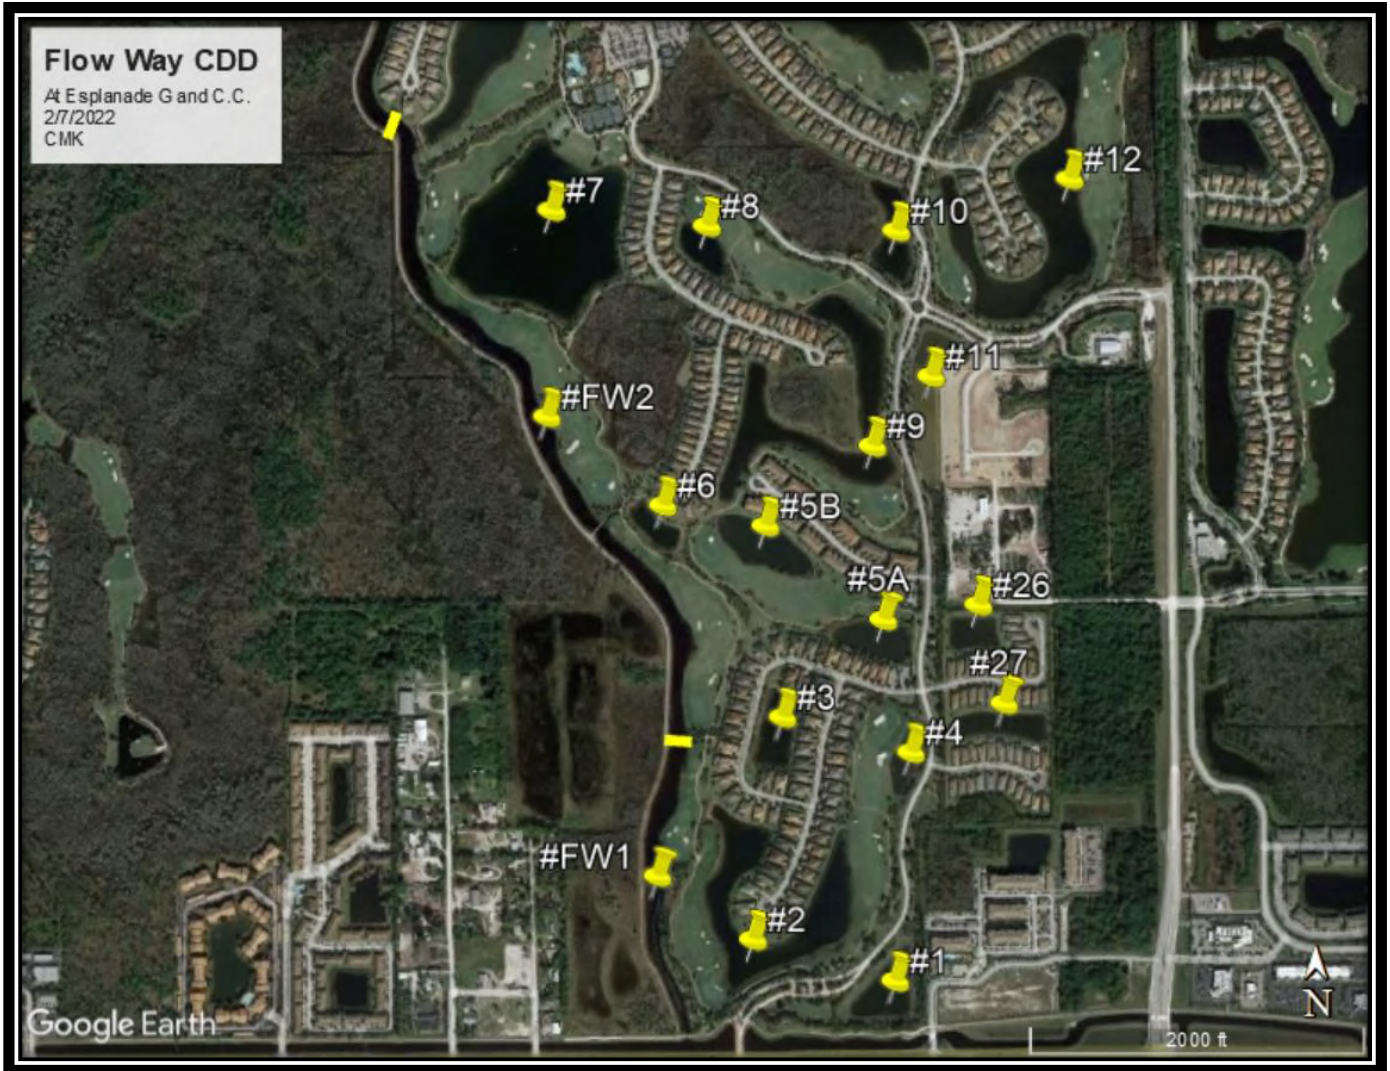 Flow Way CDD
At Esplanade G and C.C.
2/7/2022
CMK
#12
#7
#8
#10
#11
#FW2
#9
#6
#5B
#5A
#26
#27
#3
#4
#FW1
#2
#1
N
Google Earth
2000 ft